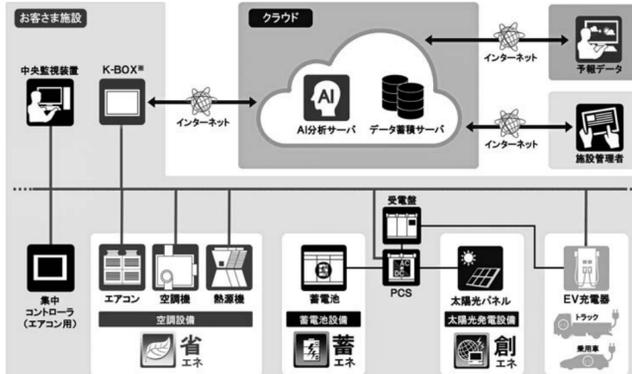 お客さま施設
クラウド
中央監視装置
K-BOX※
インターネット
AI
AI分析サーバ
データ蓄積サーバ
インターネット
予報データ
インターネット
施設管理者
受電盤
集中
コントローラ
(エアコン用)
エアコン
空調機
熱源機
空調設備
省
エネ
蓄電池
蓄電池設備
蓄
エネ
AC
DC
PCS
太陽光パネル
太陽光発電設備
創
エネ
EV充電器
トラック
乗用車